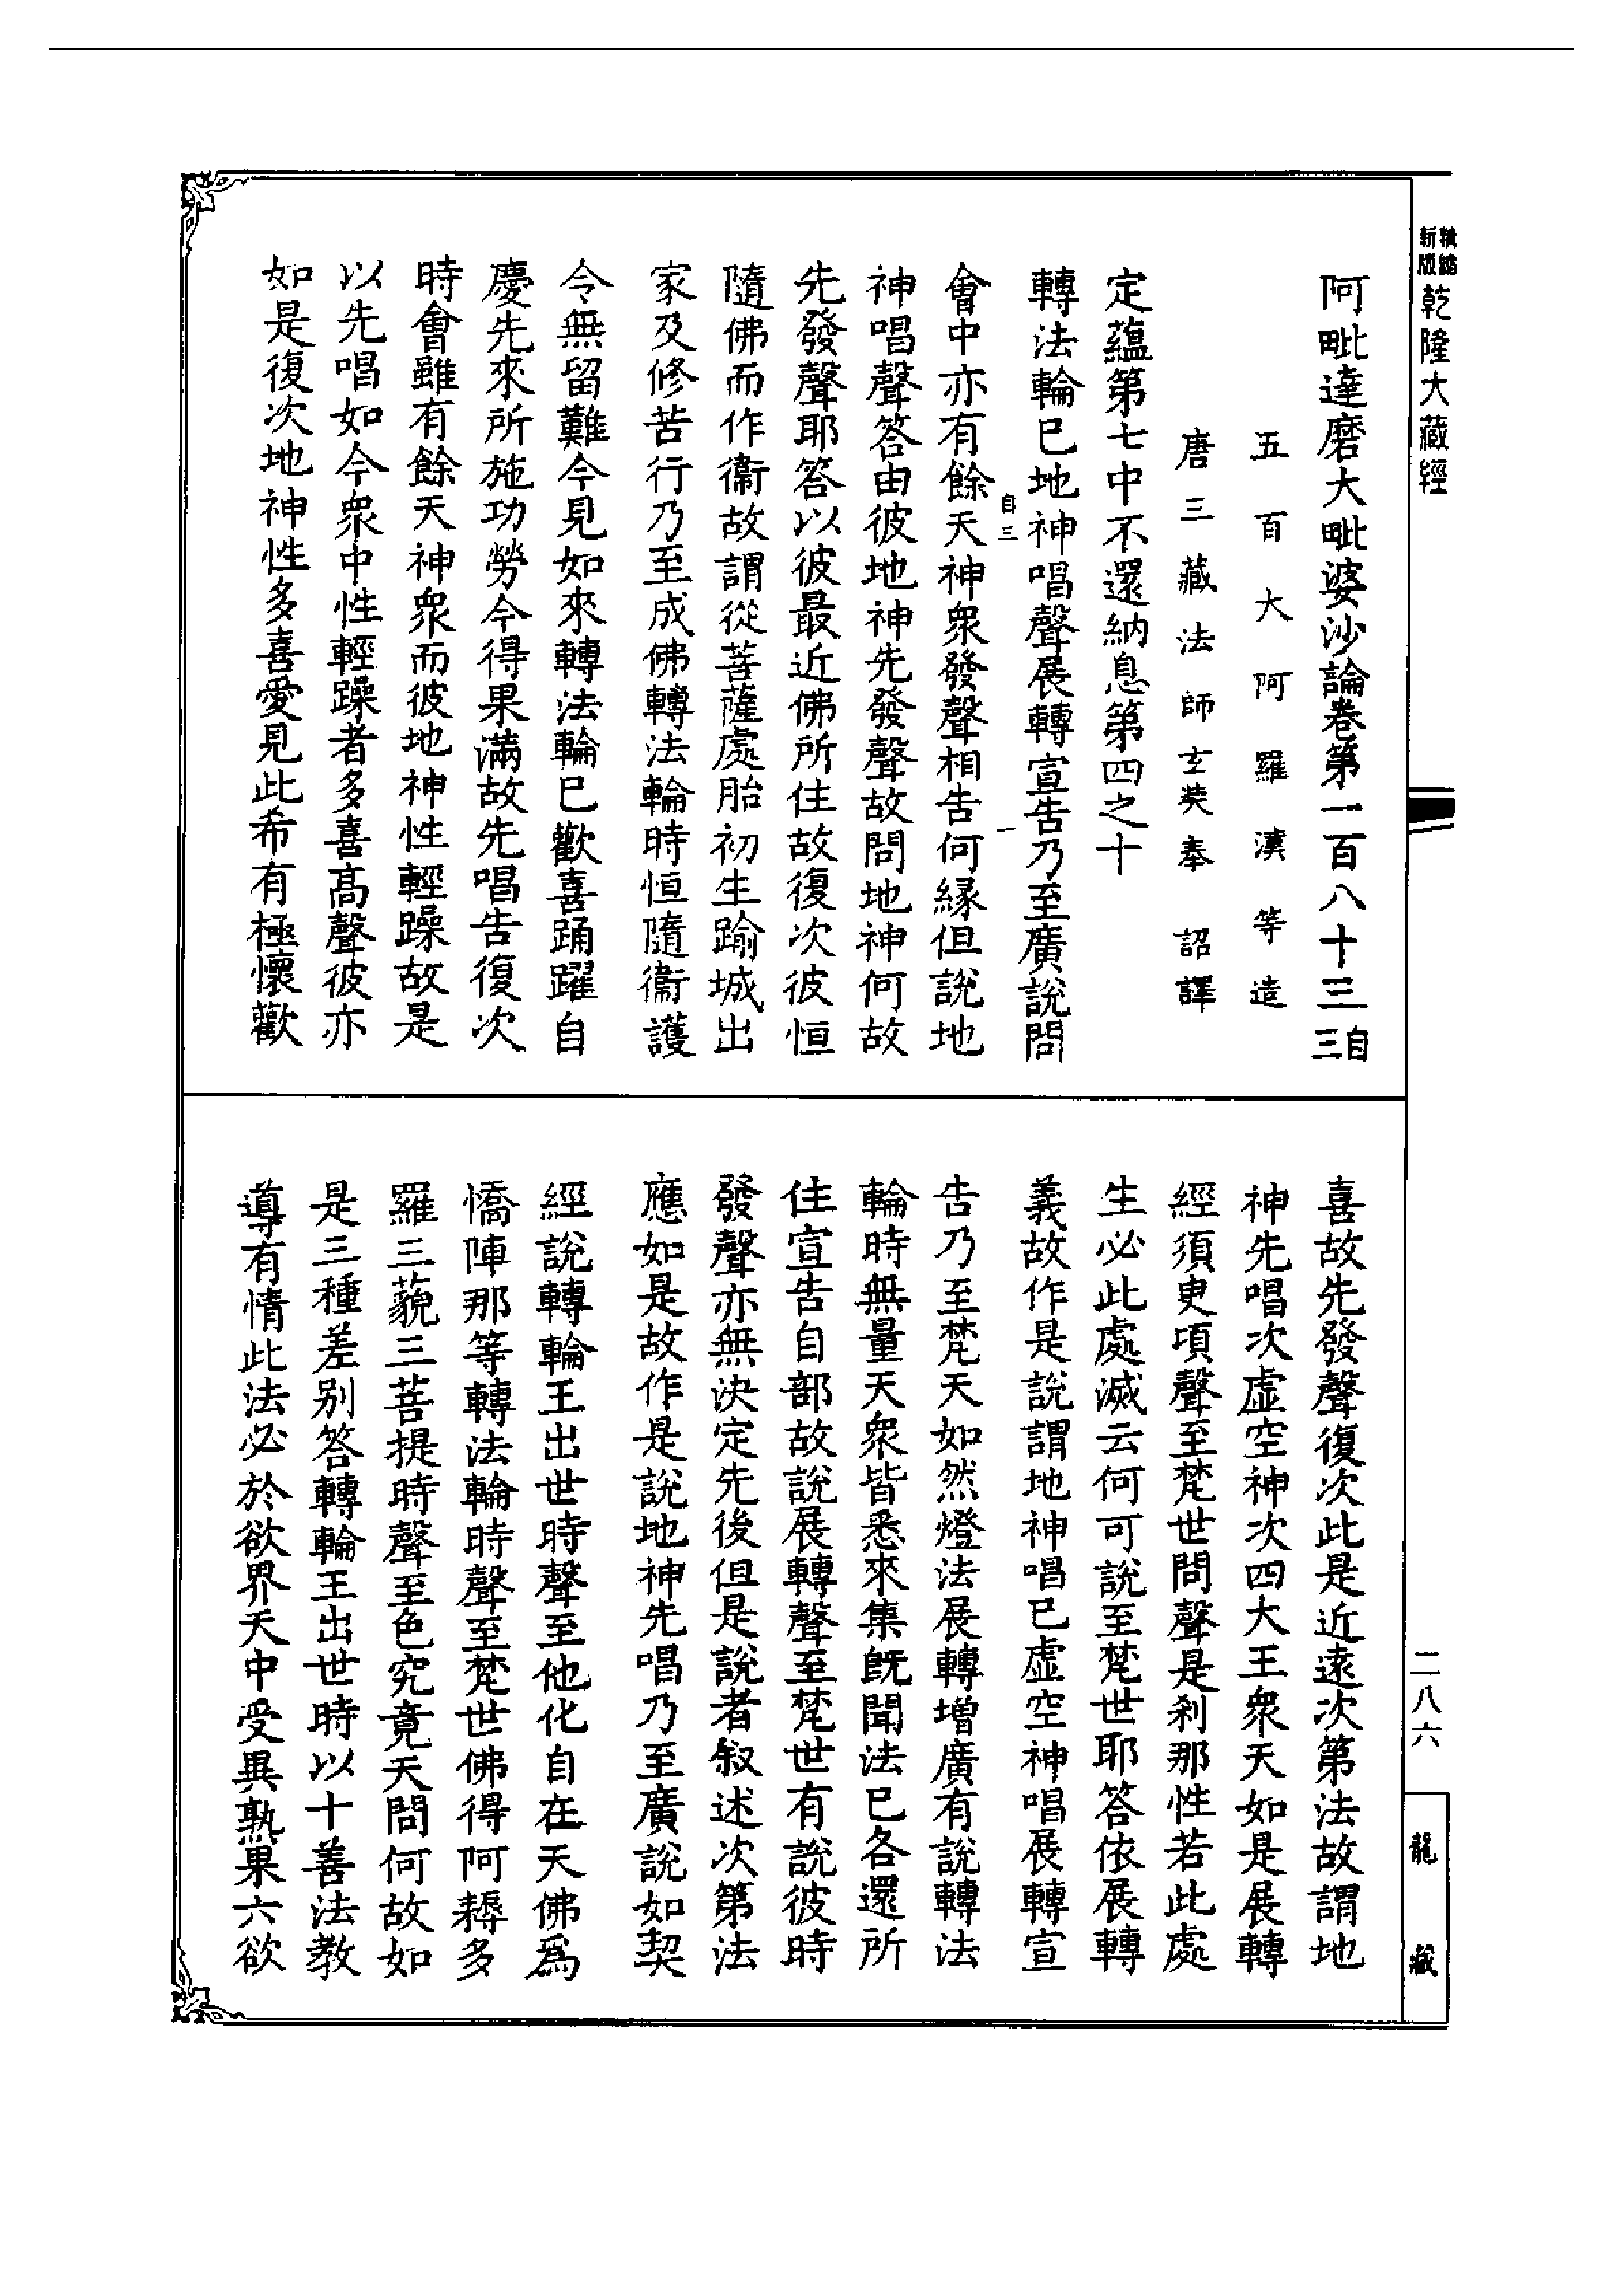 精縮新版乾隆大藏經
阿毗達磨大毗婆沙論卷第一百八十三自三
五百大阿羅漢等造
唐三藏法師玄奘奉詔譯
定蘊第七中不還納息第四之十
轉法輪已地神唱聲展轉宣告乃至廣說問
自三
一
會中亦有餘天神衆發聲相告何緣但說地
神唱聲答由彼地神先發聲故問地神何故
先發聲耶答以彼最近佛所住故復次彼恒
隨佛而作衞故謂從菩薩處胎初生踰城出
家及修苦行乃至成佛轉法輪時恒隨衞護
令無留難今見如來轉法輪已歡喜踊躍自
慶先來所施功勞今得果滿故先唱告復次
時會雖有餘天神衆而彼地神性輕躁故是
以先唱如今衆中性輕躁者多喜高聲彼亦
如是復次地神性多喜愛見此希有極懷歡
喜故先發聲復次此是近遠次第法故謂地
神先唱次虛空神次四大王衆天如是展轉
經須臾頃聲至梵世問聲是刹那性若此處
生必此處滅云何可說至梵世耶答依展轉
義故作是說謂地神唱已虛空神唱展轉宣
告乃至梵天如然燈法展轉增廣有說轉法
輪時無量天衆皆悉來集旣聞法已各還所
住宣告自部故說展轉聲至梵世有說彼時
發聲亦無決定先後但是說者叙述次第法
應如是故作是說地神先唱乃至廣說如契
經說轉輪王出世時聲至他化自在天佛爲
憍陣那等轉法輪時聲至梵世佛得阿耨多
羅三藐三菩提時聲至色究竟天問何故如
是三種差别答轉輪王出世時以十善法教
導有情此法必於欲界天中受異熟果六欲
二八六
龍藏